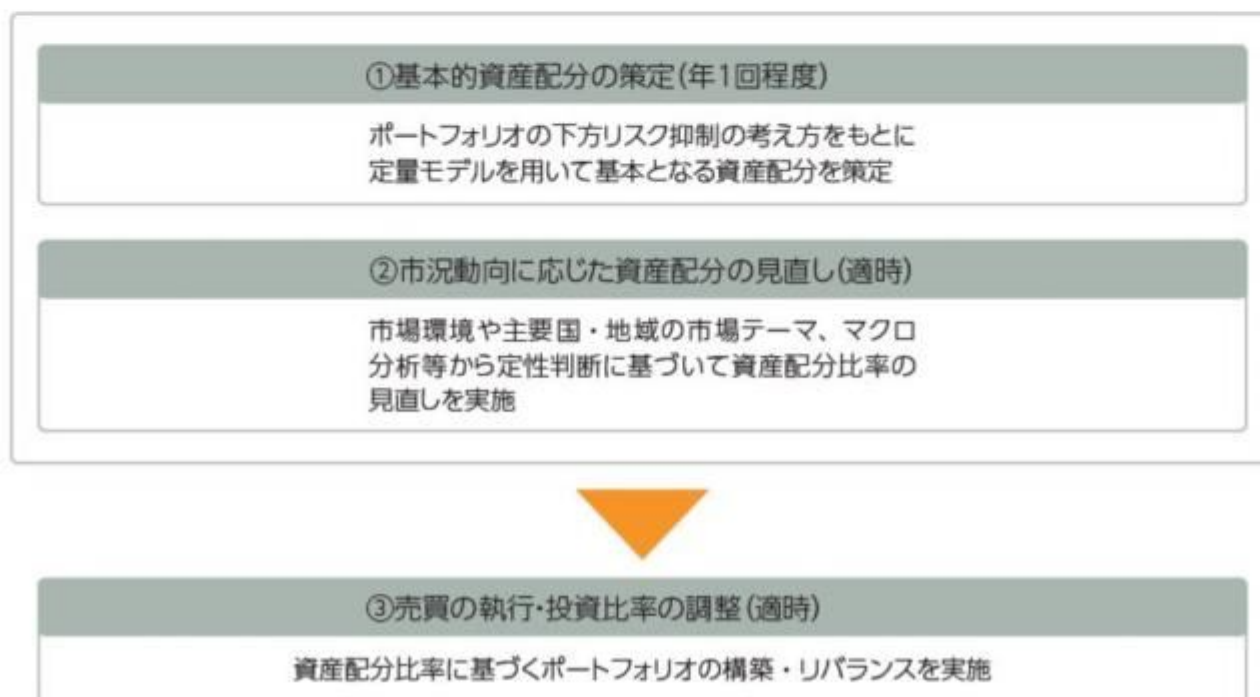 ①基本的資産配分の策定(年1回程度)
ポートフォリオの下方リスク抑制の考え方をもとに
定量モデルを用いて基本となる資産配分を策定
②市況動向に応じた資産配分の見直し(適時)
市場環境や主要国・地域の市場テーマ、マクロ
分析等から定性判断に基づいて資産配分比率の
見直しを実施
③売買の執行・投資比率の調整(適時)
資産配分比率に基づくポートフォリオの構築・リバランスを実施